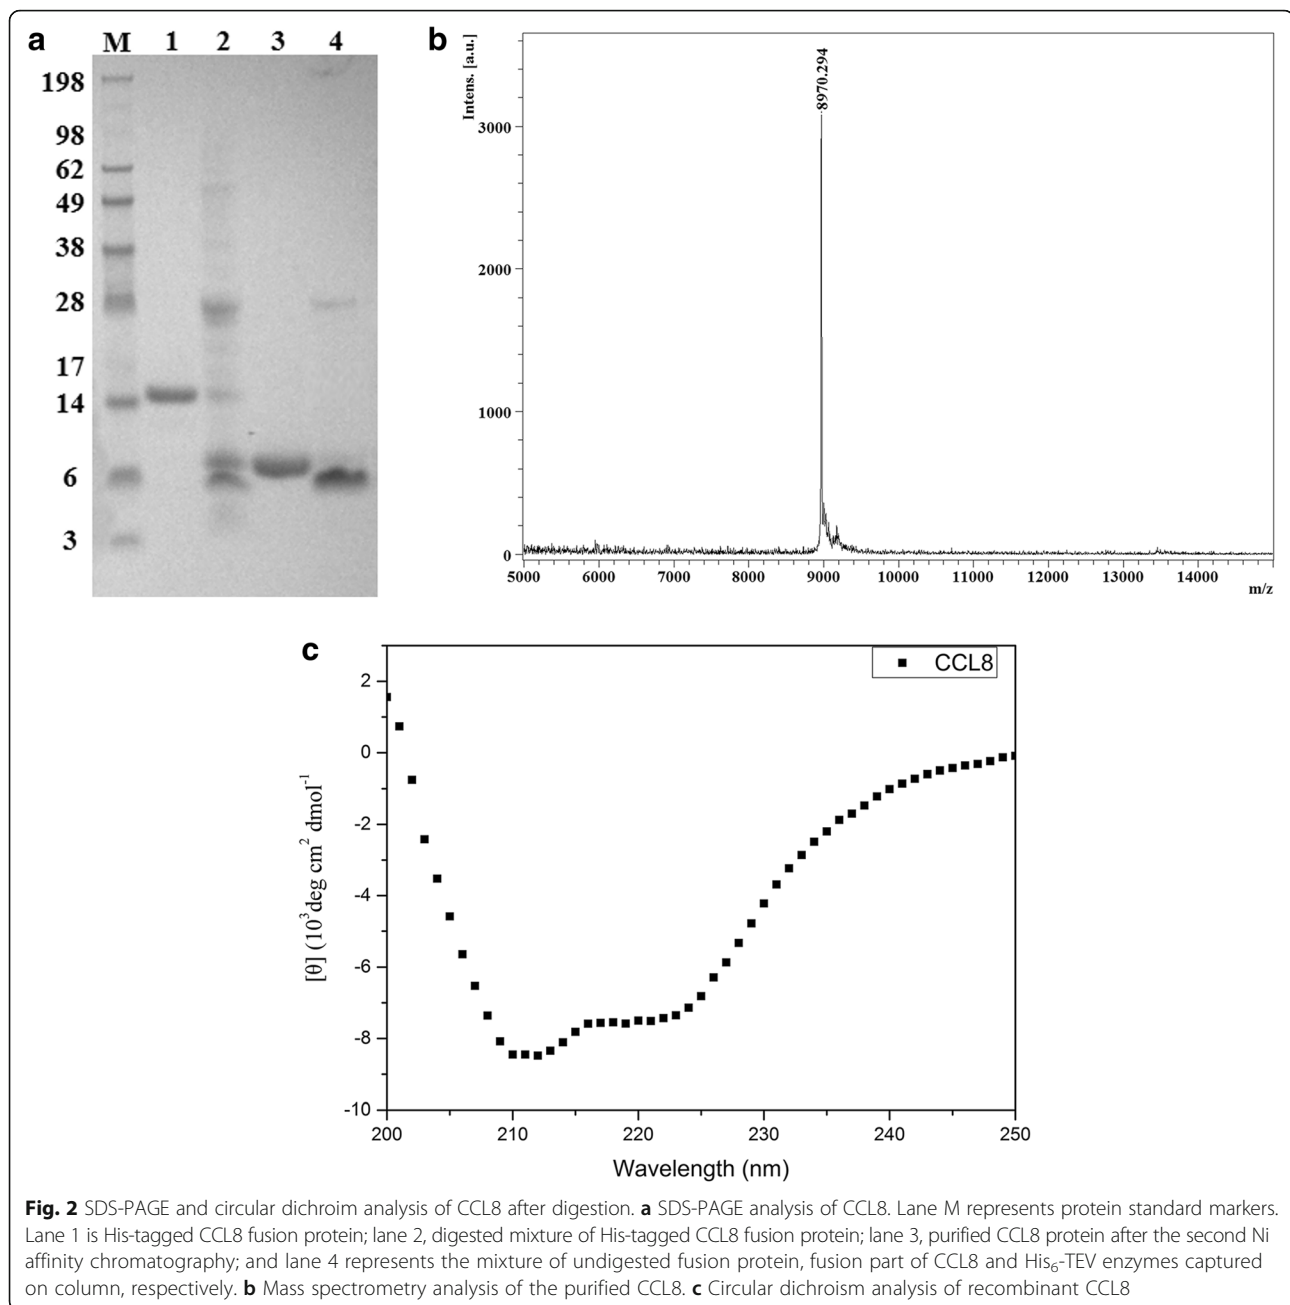 a
M 1 2 3 4
198
98
62
49
38
28
17
14
6
3
b
Intens. [a.u.]
8970.294
3000
2000
1000
0
5000 6000 7000 8000 9000 10000 11000 12000 13000 14000
m/z
c
CCL8
2
0
-2
-4
-6
-8
-10
[θ] (10³deg cm² dmol⁻¹
200 210 220 230 240 250
Wavelength (nm)
Fig. 2 SDS-PAGE and circular dichroim analysis of CCL8 after digestion. a SDS-PAGE analysis of CCL8. Lane M represents protein standard markers.
Lane 1 is His-tagged CCL8 fusion protein; lane 2, digested mixture of His-tagged CCL8 fusion protein; lane 3, purified CCL8 protein after the second Ni
affinity chromatography; and lane 4 represents the mixture of undigested fusion protein, fusion part of CCL8 and His₆-TEV enzymes captured
on column, respectively. b Mass spectrometry analysis of the purified CCL8. c Circular dichroism analysis of recombinant CCL8